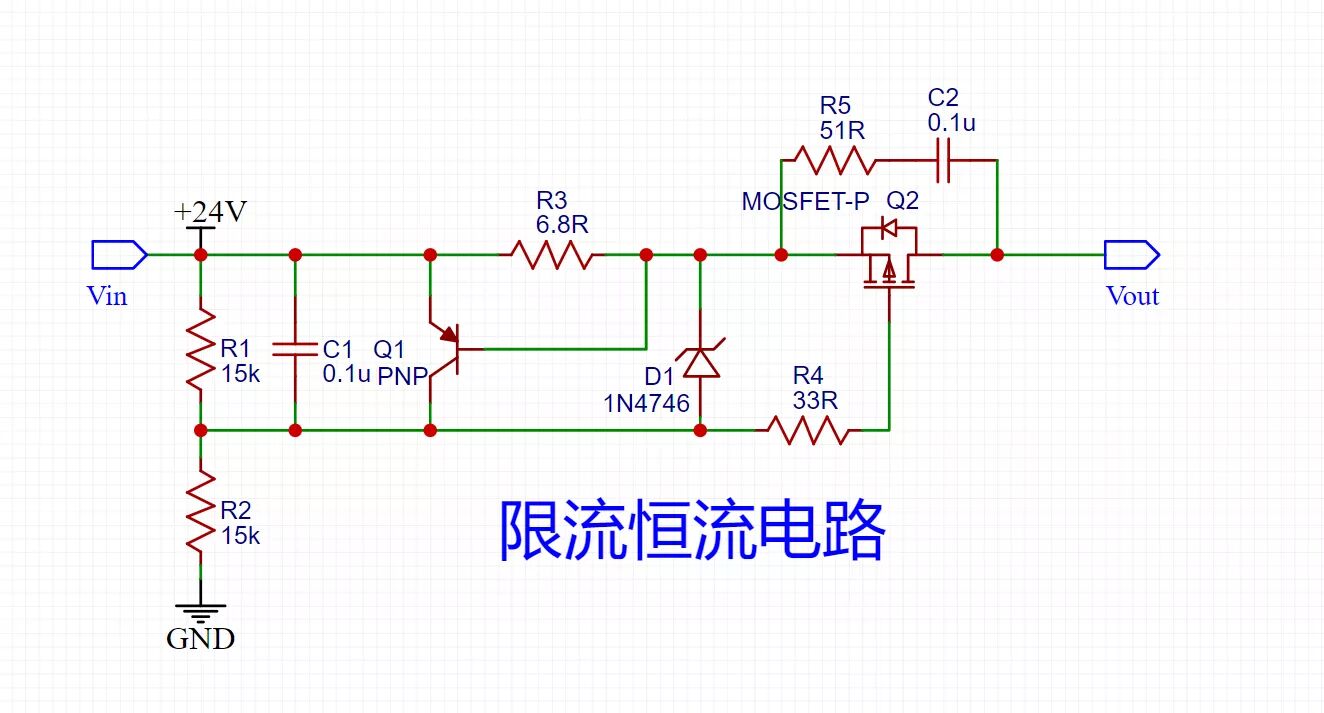 R5
51R
C2
0.1u
+24V
R3
6.8R
MOSFET-P
Q2
Vin
Vout
R1
15k
C1
0.1u
Q1
PNP
D1
1N4746
R4
33R
R2
15k
限流恒流电路
GND